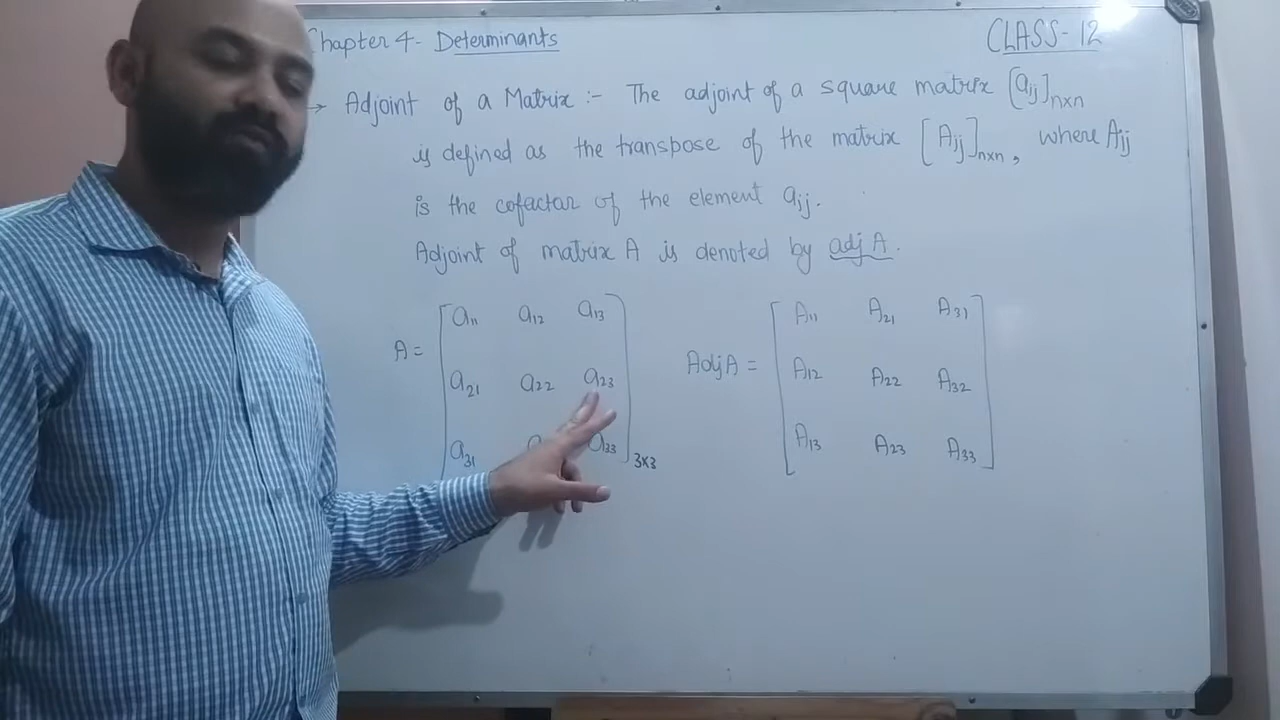 Chapter 4- Determinants
CLASS-12
→ Adjoint of a Matrix :- The adjoint of a square matrix [aij]nxn
is defined as the transpose of the matrix [Aij]nxn, where Aij
is the cofactar of the element aij.
Adjoint of matrix A is denoted by adj A.
A = [a11 a12 a13
a21 a22 a23
a31 a33]3x3
AdjA = [A11 A21 A31
A12 A22 A32
A13 A23 A33]